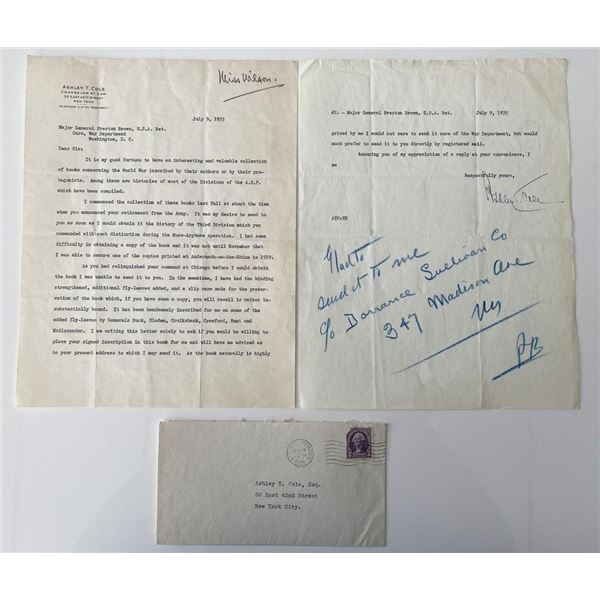 ASHLEY T. COLE
COUNSELOR AT LAW
30 EAST 42ND STREET
NEW YORK
Miss Wilson.
July 9, 1935
Major General Preston Brown, U.S.A. Ret.
Care, War Department
Washington, D. C.
Dear Sir:
It is my good fortune to have an interesting and valuable collection
of books concerning the World War inscribed by their authors or by their pro-
tagonists. Among these are histories of most of the Divisions of the A.E.F.
which have been compiled.
I commenced the collection of these books last Fall at about the
time when you announced your retirement from the Army. It was my desire to send
to you as soon as I could obtain it the history of the Third Division which you
commanded with such distinction during the Meuse-Argonne operation. I had some
difficulty in obtaining a copy of the book and it was not until November that
I was able to secure one of the copies printed at Andernach-on-the-Rhine in 1919.
As you had relinquished your command at Chicago before I could obtain
the book I was unable to send it to you. In the meantime, I have had the binding
strengthened, additional fly-leaves added, and a slip case made for the preser-
vation of the book which, if you have seen a copy, you will recall is rather in-
substantially bound. It has been handsomely inscribed for me on some of the
added fly-leaves by Generals Buck, Sladen, Cruikshank, Crawford, Hunt and
McAlexander. I am writing this letter solely to ask if you would be willing to
place your signed inscription in this book for me and will have me advised as
to your present address to which I may send it. As the book naturally is highly
#2. - Major General Preston Brown, U.S.A. Ret. July 9, 1935
prized by me I would not care to send it care of the War Department, but would
much prefer to send it to you directly by registered mail.
Assuring you of my appreciation of a reply at your convenience, I
am
Respectfully yours,
Ashley T. Cole
ATC:ER
Glad to
send it to me
c/o Dorrance Sullivan Co
347 Madison Ave
NY
PB
Ashley T. Cole, Esq.
30 East 42nd Street
New York City.